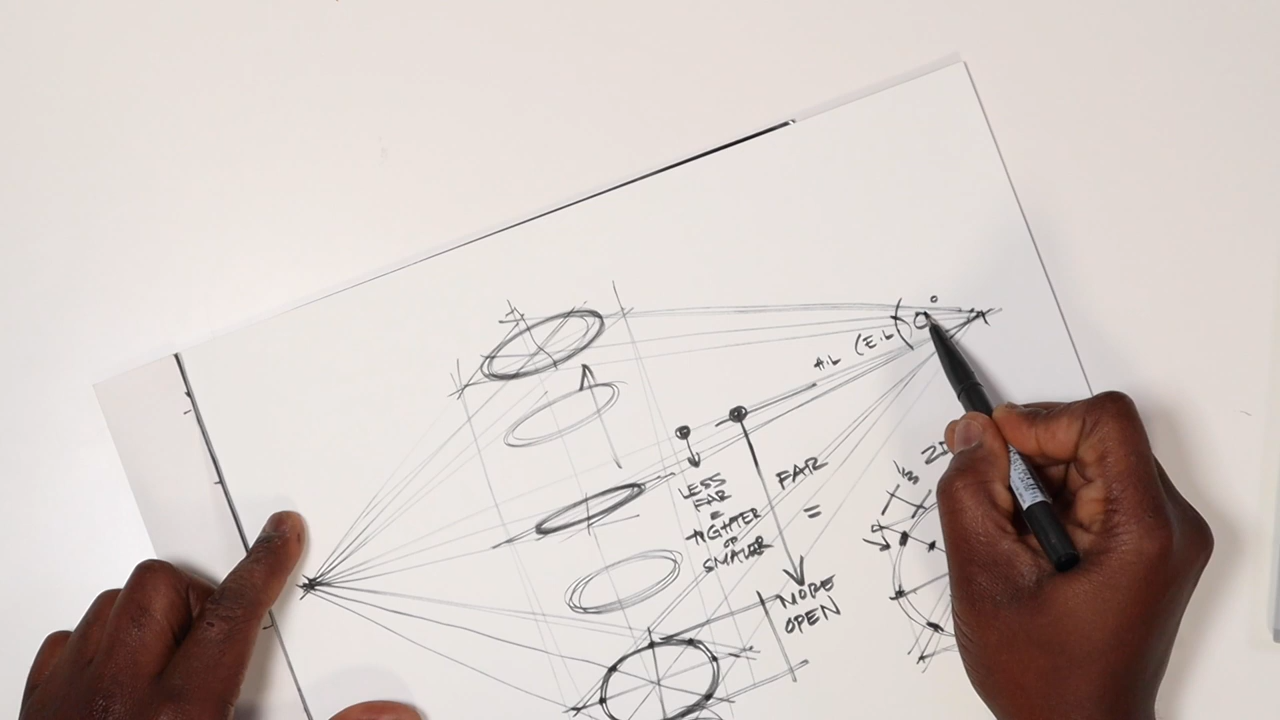 H.L (E.L)
LESS
FAR
=
TIGHTER
OR
SMALLER
FAR
=
MORE
OPEN